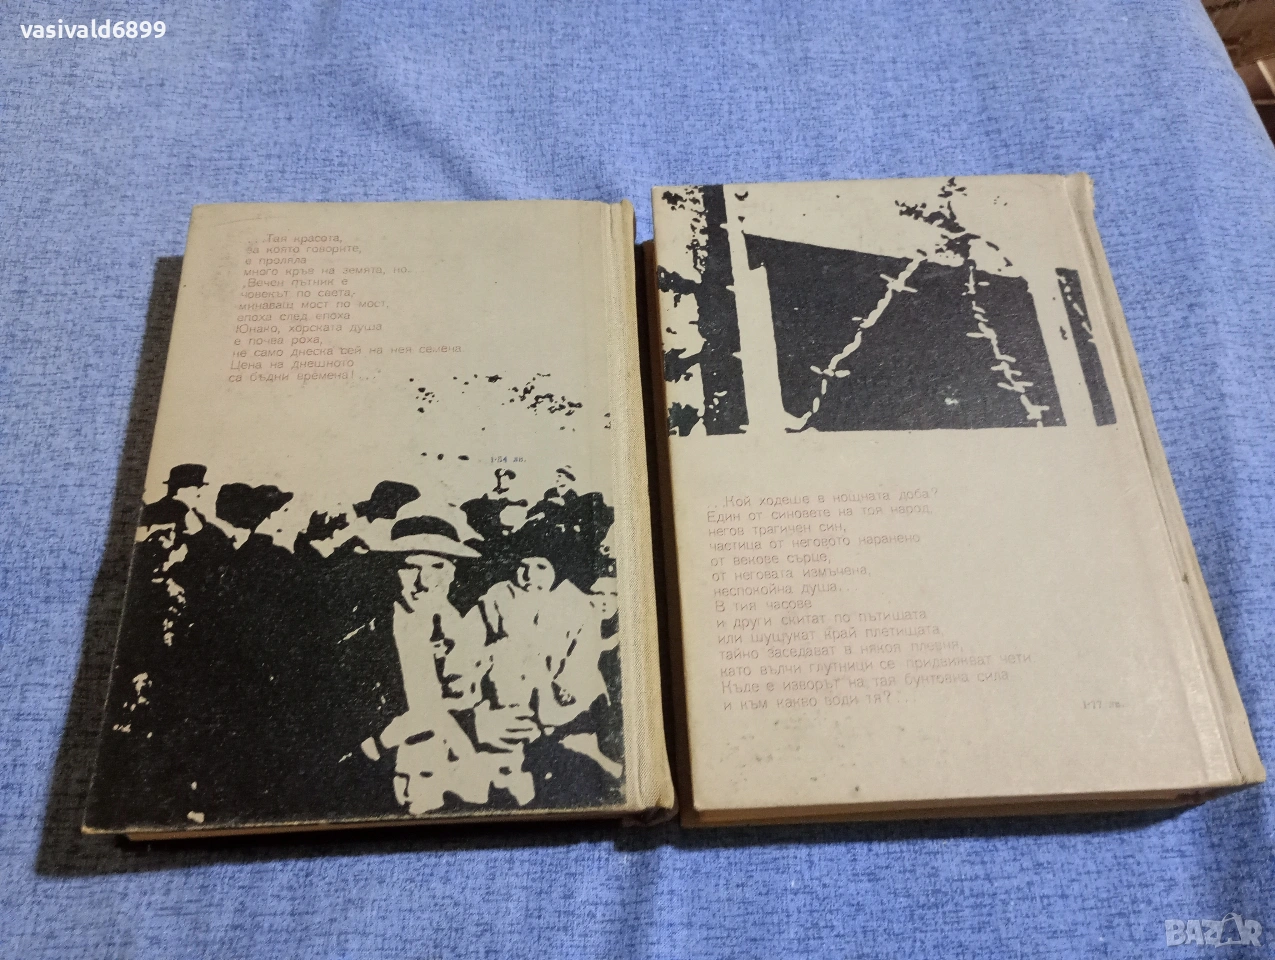 vasivald6899
...Тая красота,
за която говорите,
е проляла
много кръв на земята, но...
„Вечен пътник е
човекът по света,
минаващ мост по мост,
епоха след епоха
Юнако, хорската душа
е почва роха,
не само днеска сей на нея семена.
Цена на днешното
са бъдни времена!...
1·54 лв.
...Кой ходеше в нощната доба?
Един от синовете на тоя народ,
негов трагичен син,
частица от неговото наранено
от векове сърце,
от неговата измъчена,
неспокойна душа...
В тия часове
и други скитат по пътищата
или шушукат край плетищата,
тайно заседават в някоя плевня,
като вълчи глутници се придвижват чети
Къде е изворът на тая бунтовна сила
и към какво води тя?...
1·77 лв.
BAZAR